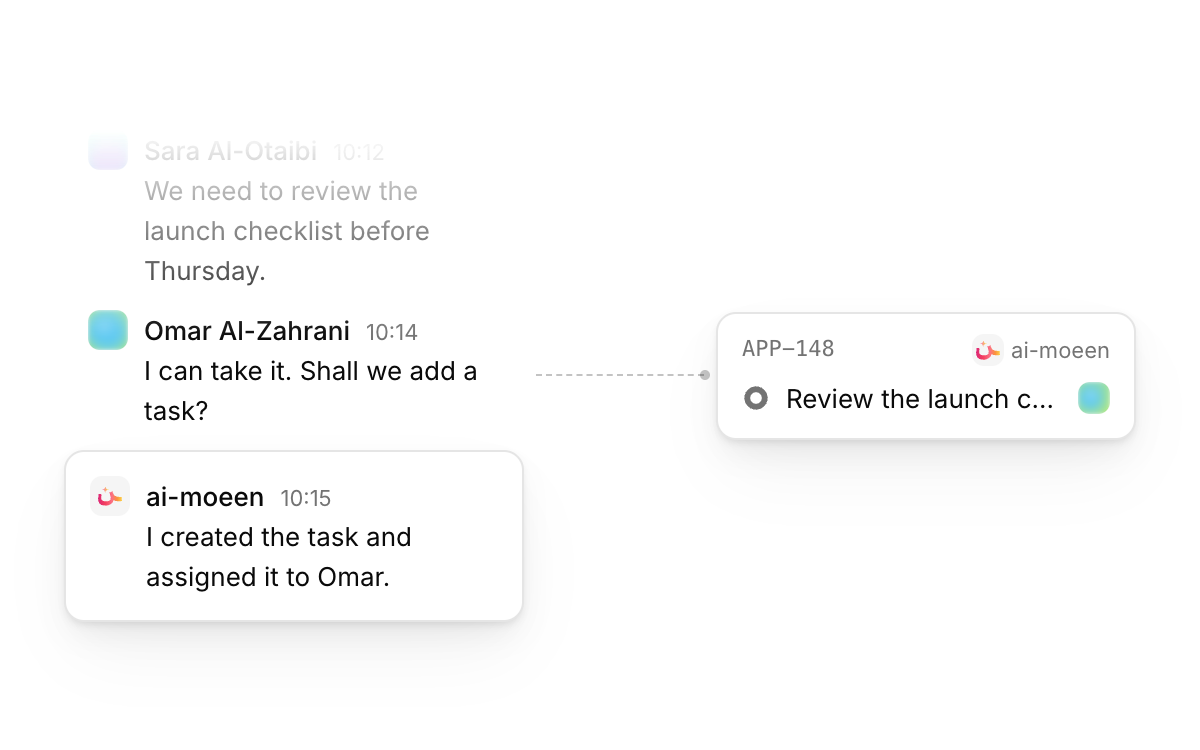 Sara Al-Otaibi 10:12
We need to review the
launch checklist before
Thursday.
Omar Al-Zahrani 10:14
I can take it. Shall we add a
task?
ai-moeen 10:15
I created the task and
assigned it to Omar.
APP–148 ai-moeen
Review the launch c...